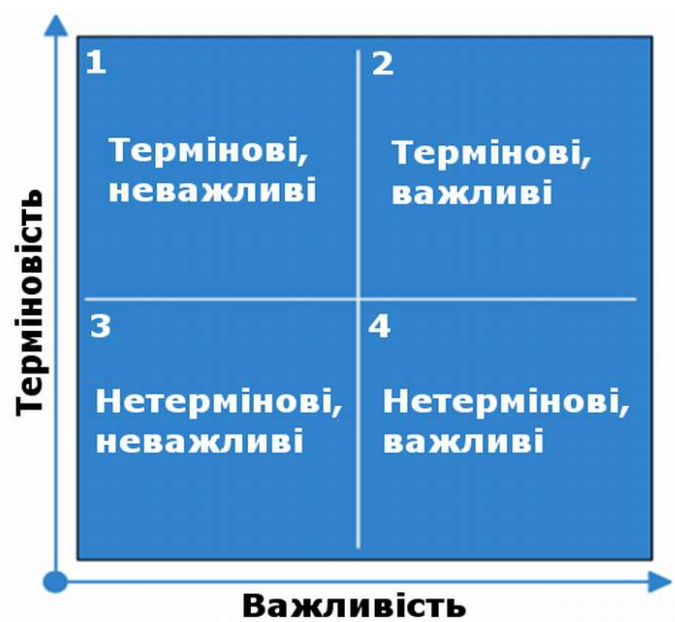 1
Термінові,
неважливі
2
Термінові,
важливі
3
Нетермінові,
неважливі
4
Нетермінові,
важливі
Терміновість
Важливість